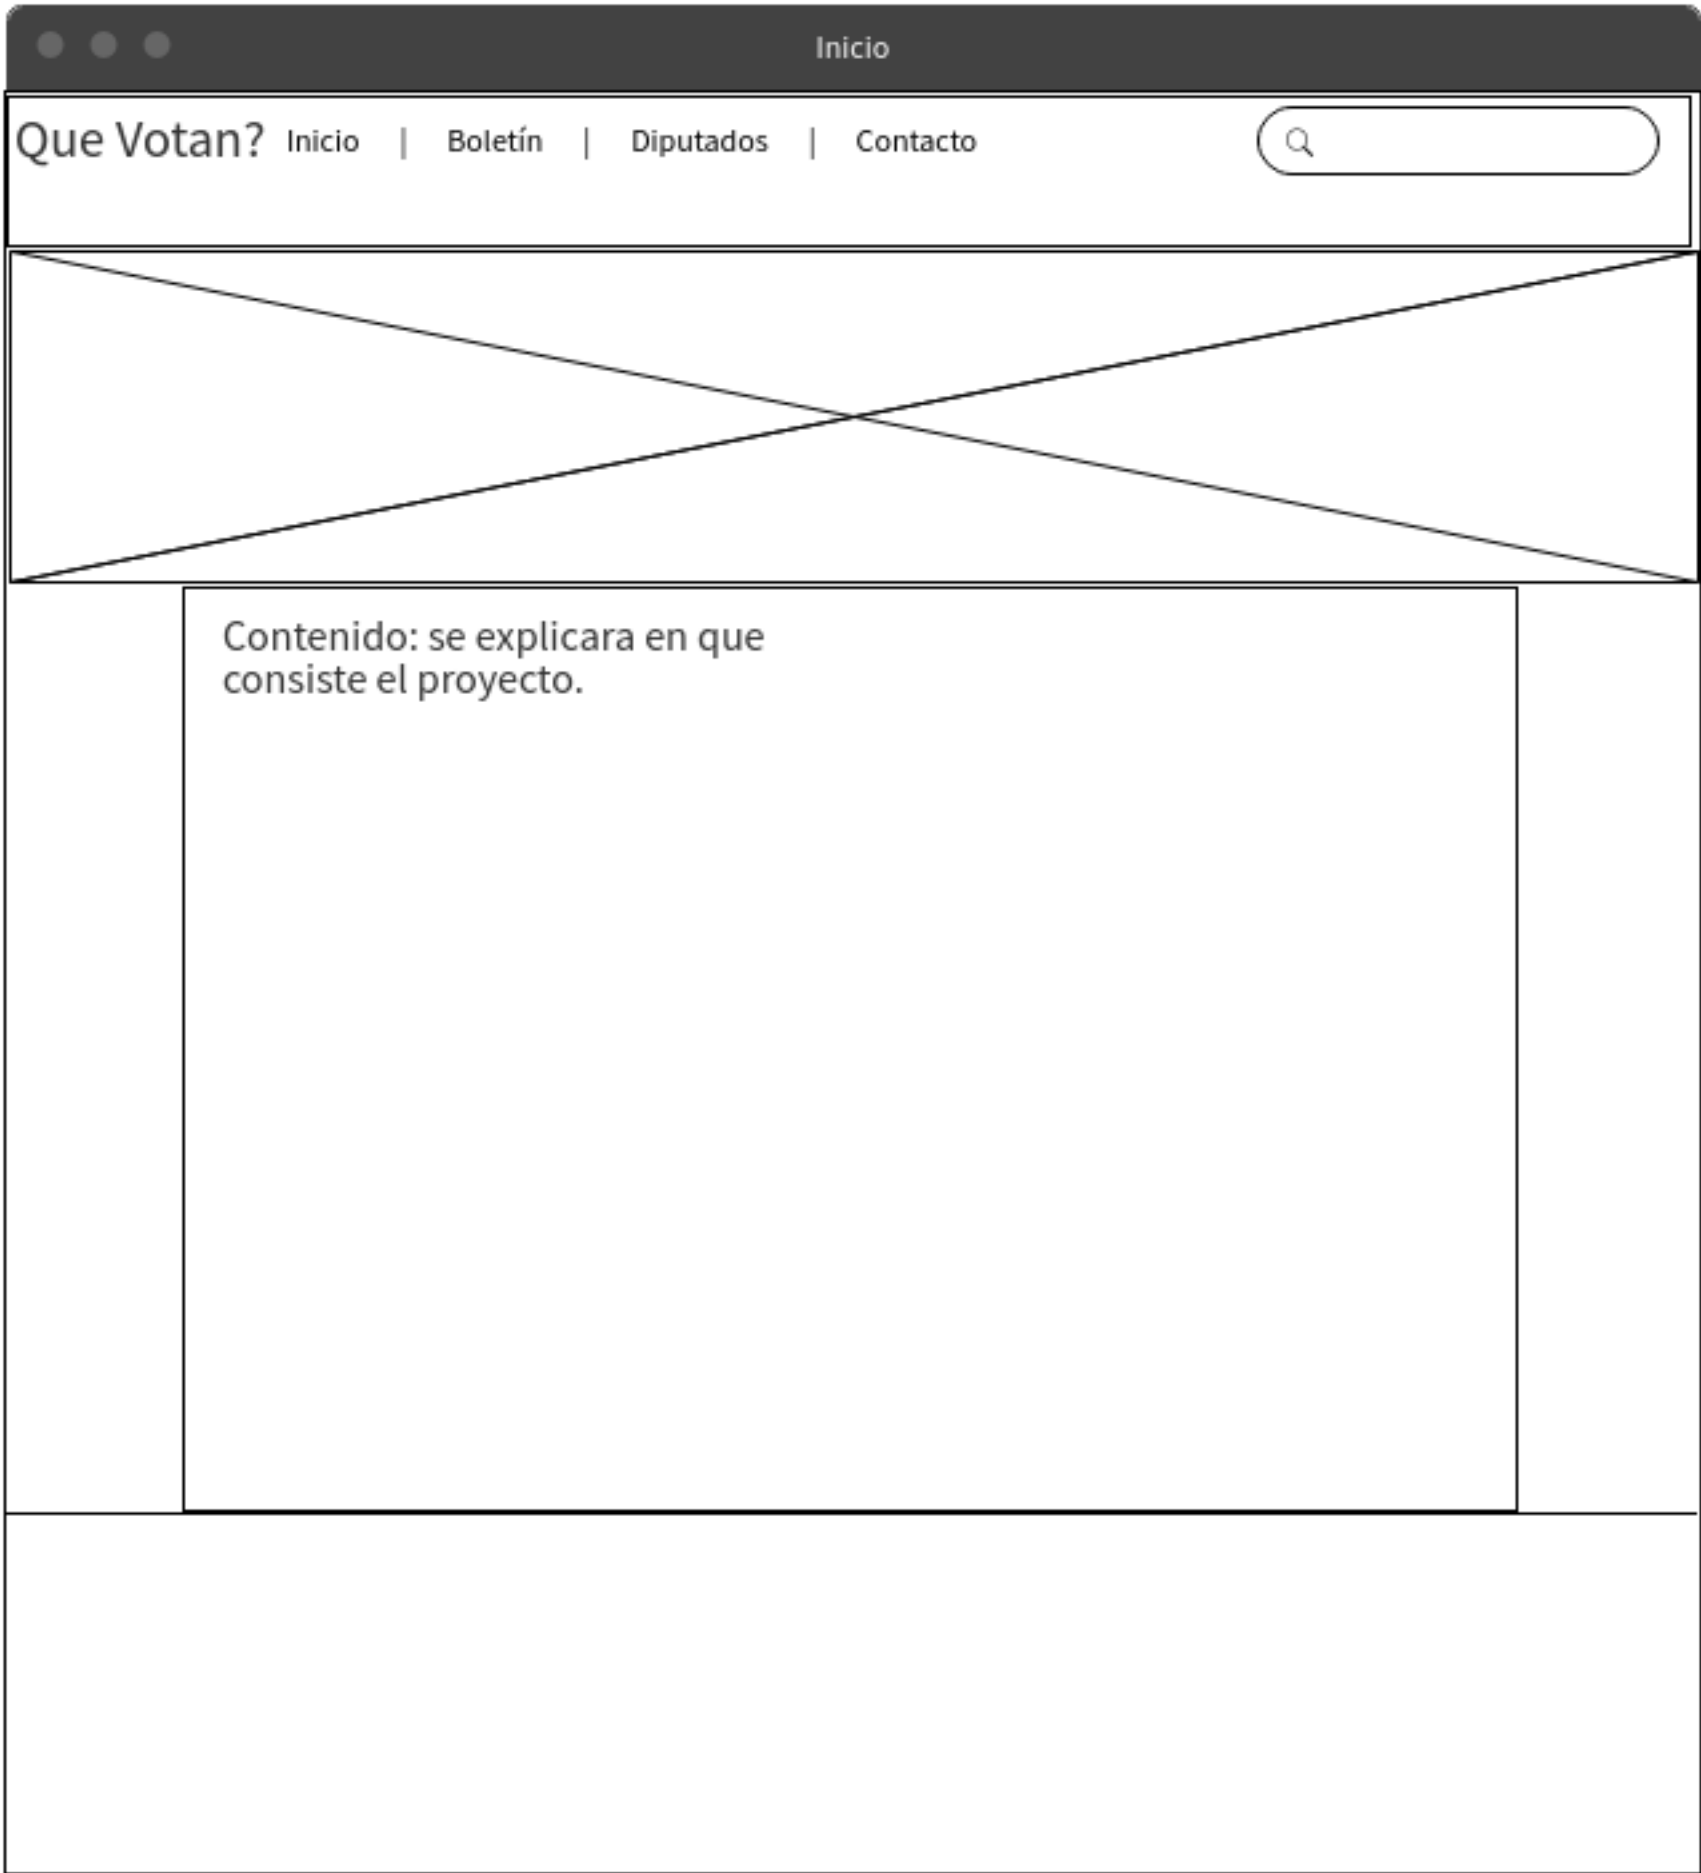 Inicio
Que Votan? Inicio | Boletín | Diputados | Contacto
Contenido: se explicara en que
consiste el proyecto.